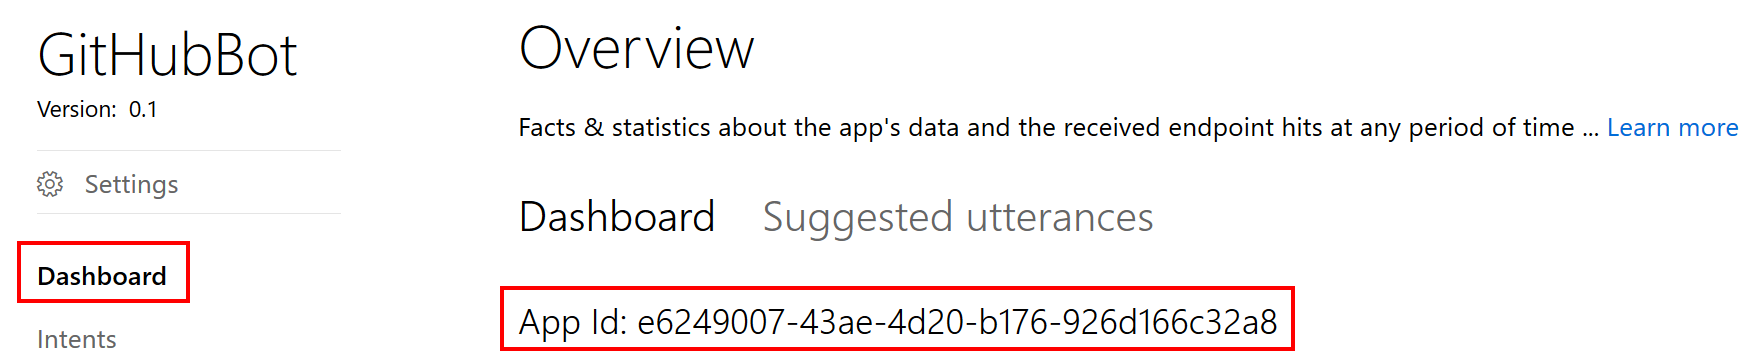 GitHubBot
Version: 0.1
Settings
Dashboard
Intents
Overview
Facts & statistics about the app's data and the received endpoint hits at any period of time ... Learn more
Dashboard Suggested utterances
App Id: e6249007-43ae-4d20-b176-926d166c32a8